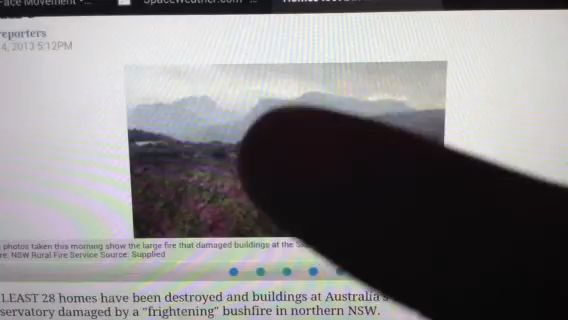 SpaceWeather.com
reporters
4, 2013 5:12PM
photos taken this morning show the large fire that damaged buildings at the
re: NSW Rural Fire Service Source: Supplied
LEAST 28 homes have been destroyed and buildings at Australia's
servatory damaged by a "frightening" bushfire in northern NSW.